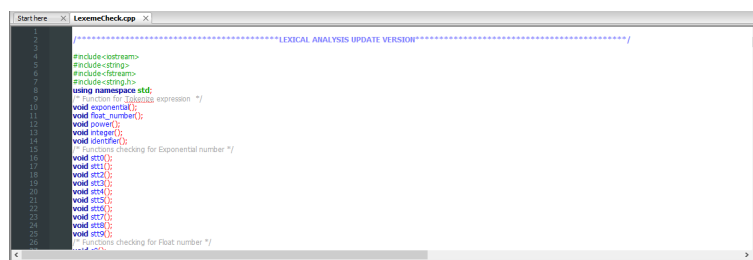 Start here X LexemeCheck.cpp X
1
2 /******************************************LEXICAL ANALYSIS UPDATE VERSION********************************************/
3
4 #include<iostream>
5 #include<string>
6 #include<fstream>
7 #include<string.h>
8 using namespace std;
9 /* Function for Tokenize expression */
10 void exponential();
11 void float_number();
12 void power();
13 void integer();
14 void identifier();
15 /* Functions checking for Exponential number */
16 void stt0();
17 void stt1();
18 void stt2();
19 void stt3();
20 void stt4();
21 void stt5();
22 void stt6();
23 void stt7();
24 void stt8();
25 void stt9();
26 /* Functions checking for Float number */